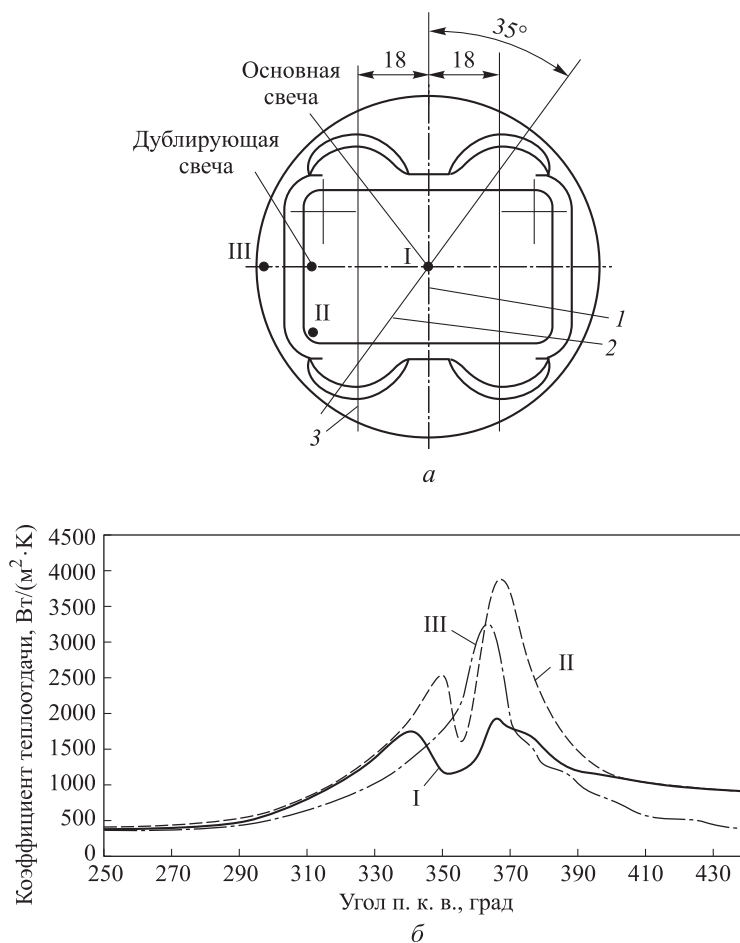 35°
18 18
Основная
свеча
Дублирующая
свеча
III
I
II
1
2
3
а
Коэффициент теплоотдачи, Вт/(м²·К)
4500
4000
3500
3000
2500
2000
1500
1000
500
0
III
II
I
250 270 290 310 330 350 370 390 410 430
Угол п. к. в., град
б